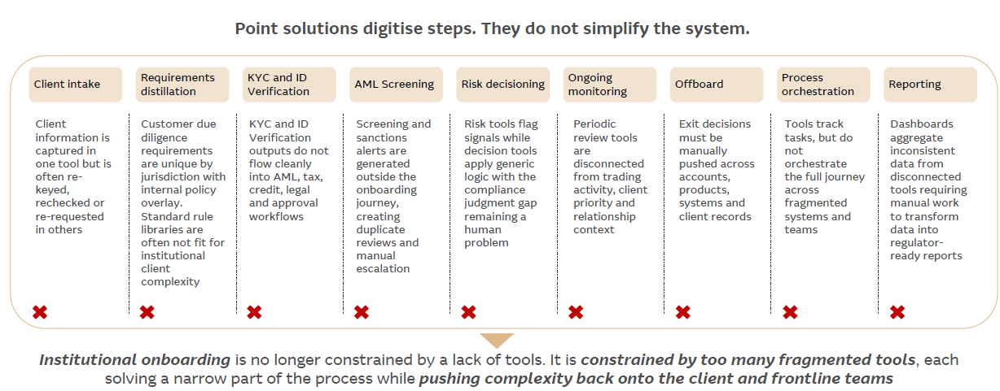 Point solutions digitise steps. They do not simplify the system.
Client intake
Requirements
distillation
KYC and ID
Verification
AML Screening
Risk decisioning
Ongoing
monitoring
Offboard
Process
orchestration
Reporting
Client
information is
captured in
one tool but is
often re-
keyed,
rechecked or
re-requested
in others
Customer due
diligence
requirements
are unique by
jurisdiction with
internal policy
overlay.
Standard rule
libraries are
often not fit for
institutional
client
complexity
KYC and ID
Verification
outputs do not
flow cleanly
into AML, tax,
credit, legal
and approval
workflows
Screening and
sanctions
alerts are
generated
outside the
onboarding
journey,
creating
duplicate
reviews and
manual
escalation
Risk tools flag
signals while
decision tools
apply generic
logic with the
compliance
judgment gap
remaining a
human
problem
Periodic
review tools
are
disconnected
from trading
activity, client
priority and
relationship
context
Exit decisions
must be
manually
pushed across
accounts,
products,
systems and
client records
Tools track
tasks, but do
not
orchestrate
the full journey
across
fragmented
systems and
teams
Dashboards
aggregate
inconsistent
data from
disconnected
tools requiring
manual work
to transform
data into
regulator-
ready reports
Institutional onboarding is no longer constrained by a lack of tools. It is constrained by too many fragmented tools, each
solving a narrow part of the process while pushing complexity back onto the client and frontline teams